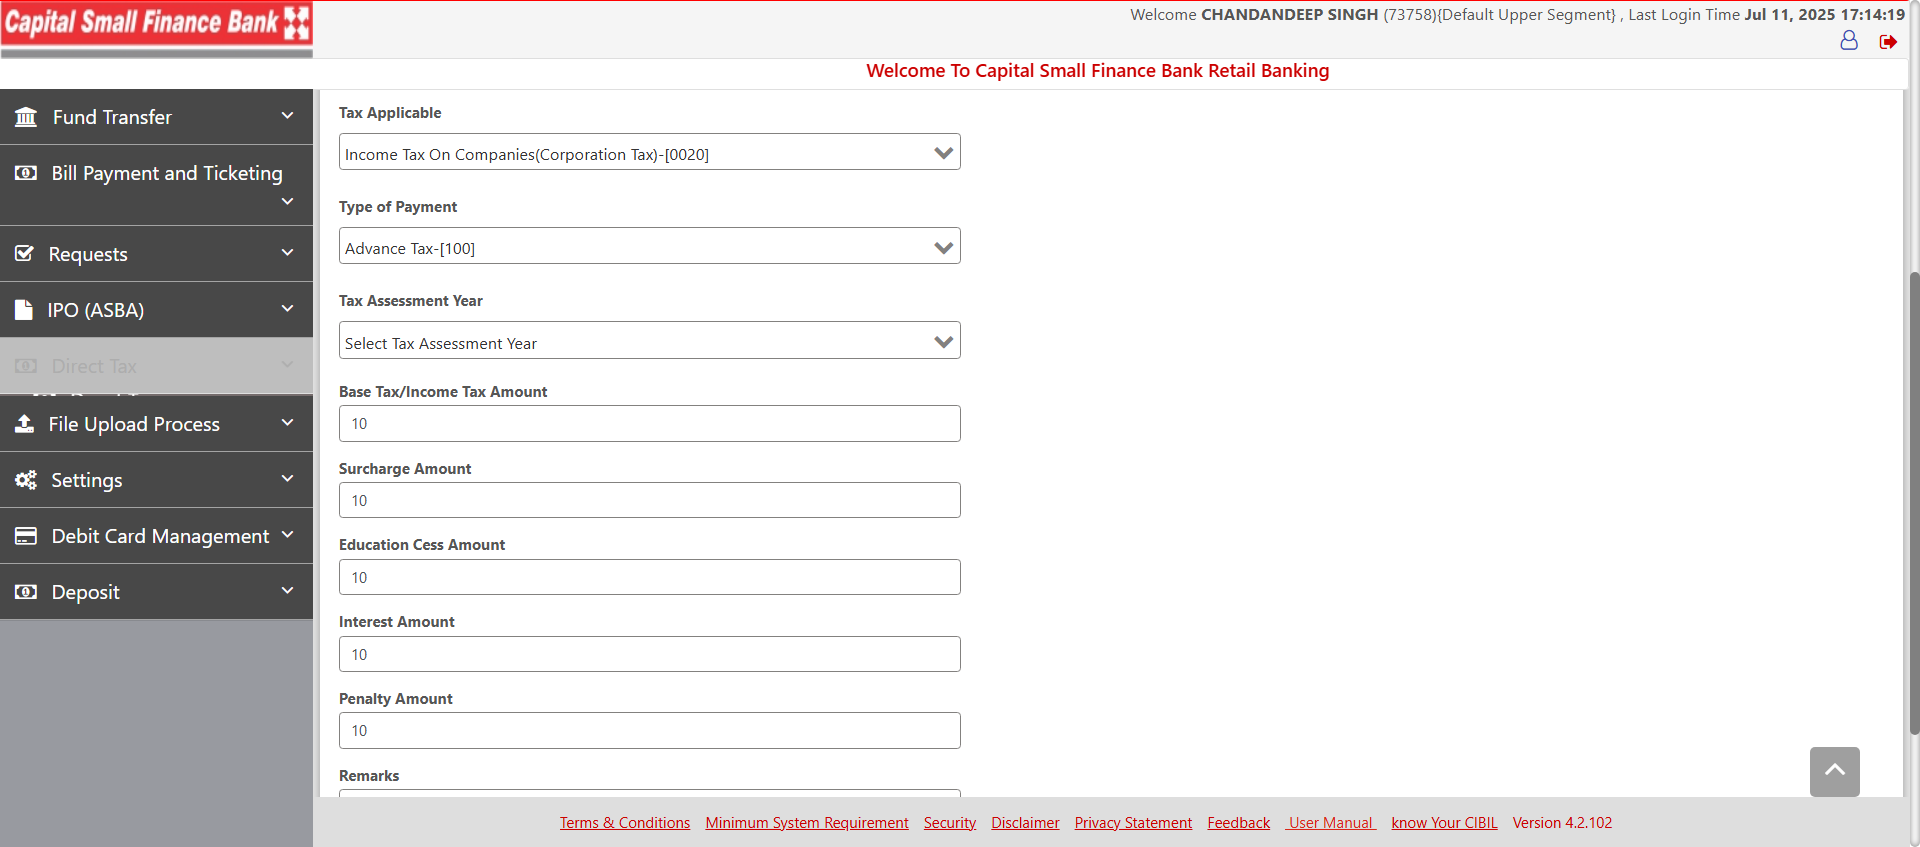 Capital Small Finance Bank
Welcome CHANDANDEEP SINGH (73758){Default Upper Segment} , Last Login Time Jul 11, 2025 17:14:19
Welcome To Capital Small Finance Bank Retail Banking
Fund Transfer
Bill Payment and Ticketing
Requests
IPO (ASBA)
Direct Tax
File Upload Process
Settings
Debit Card Management
Deposit
Tax Applicable
Income Tax On Companies(Corporation Tax)-[0020]
Type of Payment
Advance Tax-[100]
Tax Assessment Year
Select Tax Assessment Year
Base Tax/Income Tax Amount
10
Surcharge Amount
10
Education Cess Amount
10
Interest Amount
10
Penalty Amount
10
Remarks
Terms & Conditions Minimum System Requirement Security Disclaimer Privacy Statement Feedback User Manual know Your CIBIL Version 4.2.102